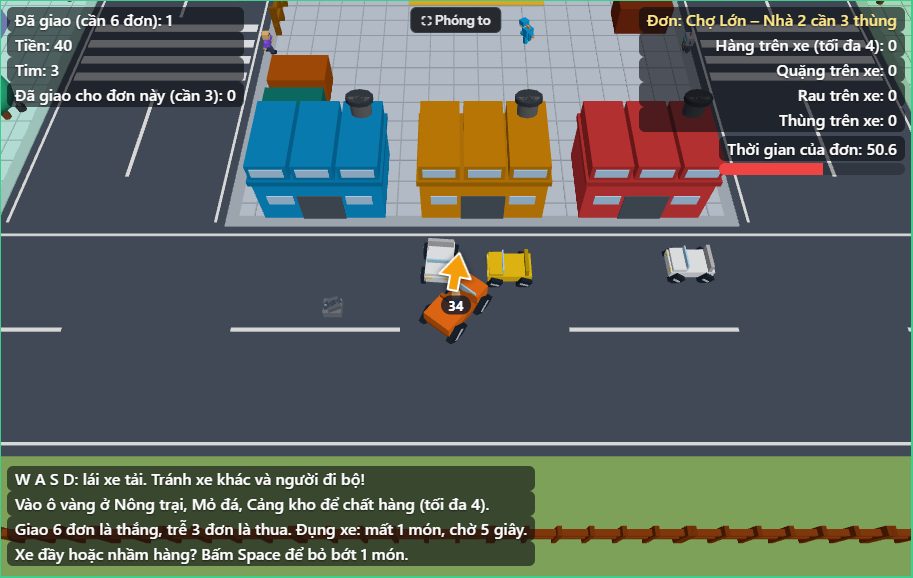 Đã giao (cần 6 đơn): 1
Tiền: 40
Tim: 3
Đã giao cho đơn này (cần 3): 0
Phóng to
Đơn: Chợ Lớn – Nhà 2 cần 3 thùng
Hàng trên xe (tối đa 4): 0
Quặng trên xe: 0
Rau trên xe: 0
Thùng trên xe: 0
Thời gian của đơn: 50.6
34
W A S D: lái xe tải. Tránh xe khác và người đi bộ!
Vào ô vàng ở Nông trại, Mỏ đá, Cảng kho để chất hàng (tối đa 4).
Giao 6 đơn là thắng, trễ 3 đơn là thua. Đụng xe: mất 1 món, chờ 5 giây.
Xe đầy hoặc nhầm hàng? Bấm Space để bỏ bớt 1 món.